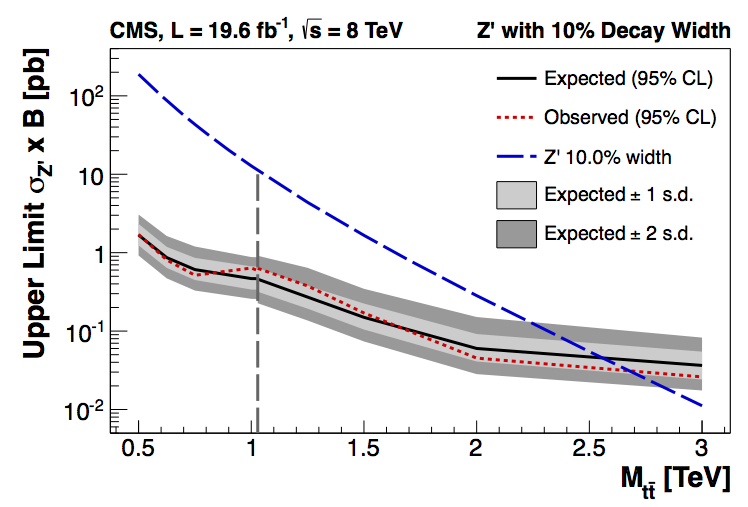 CMS, L = 19.6 fb⁻¹, √s = 8 TeV
Z' with 10% Decay Width
Upper Limit σ_Z' x B [pb]
Expected (95% CL)
Observed (95% CL)
Z' 10.0% width
Expected ± 1 s.d.
Expected ± 2 s.d.
10²
10
1
10⁻¹
10⁻²
0.5
1
1.5
2
2.5
3
M_tt̄ [TeV]